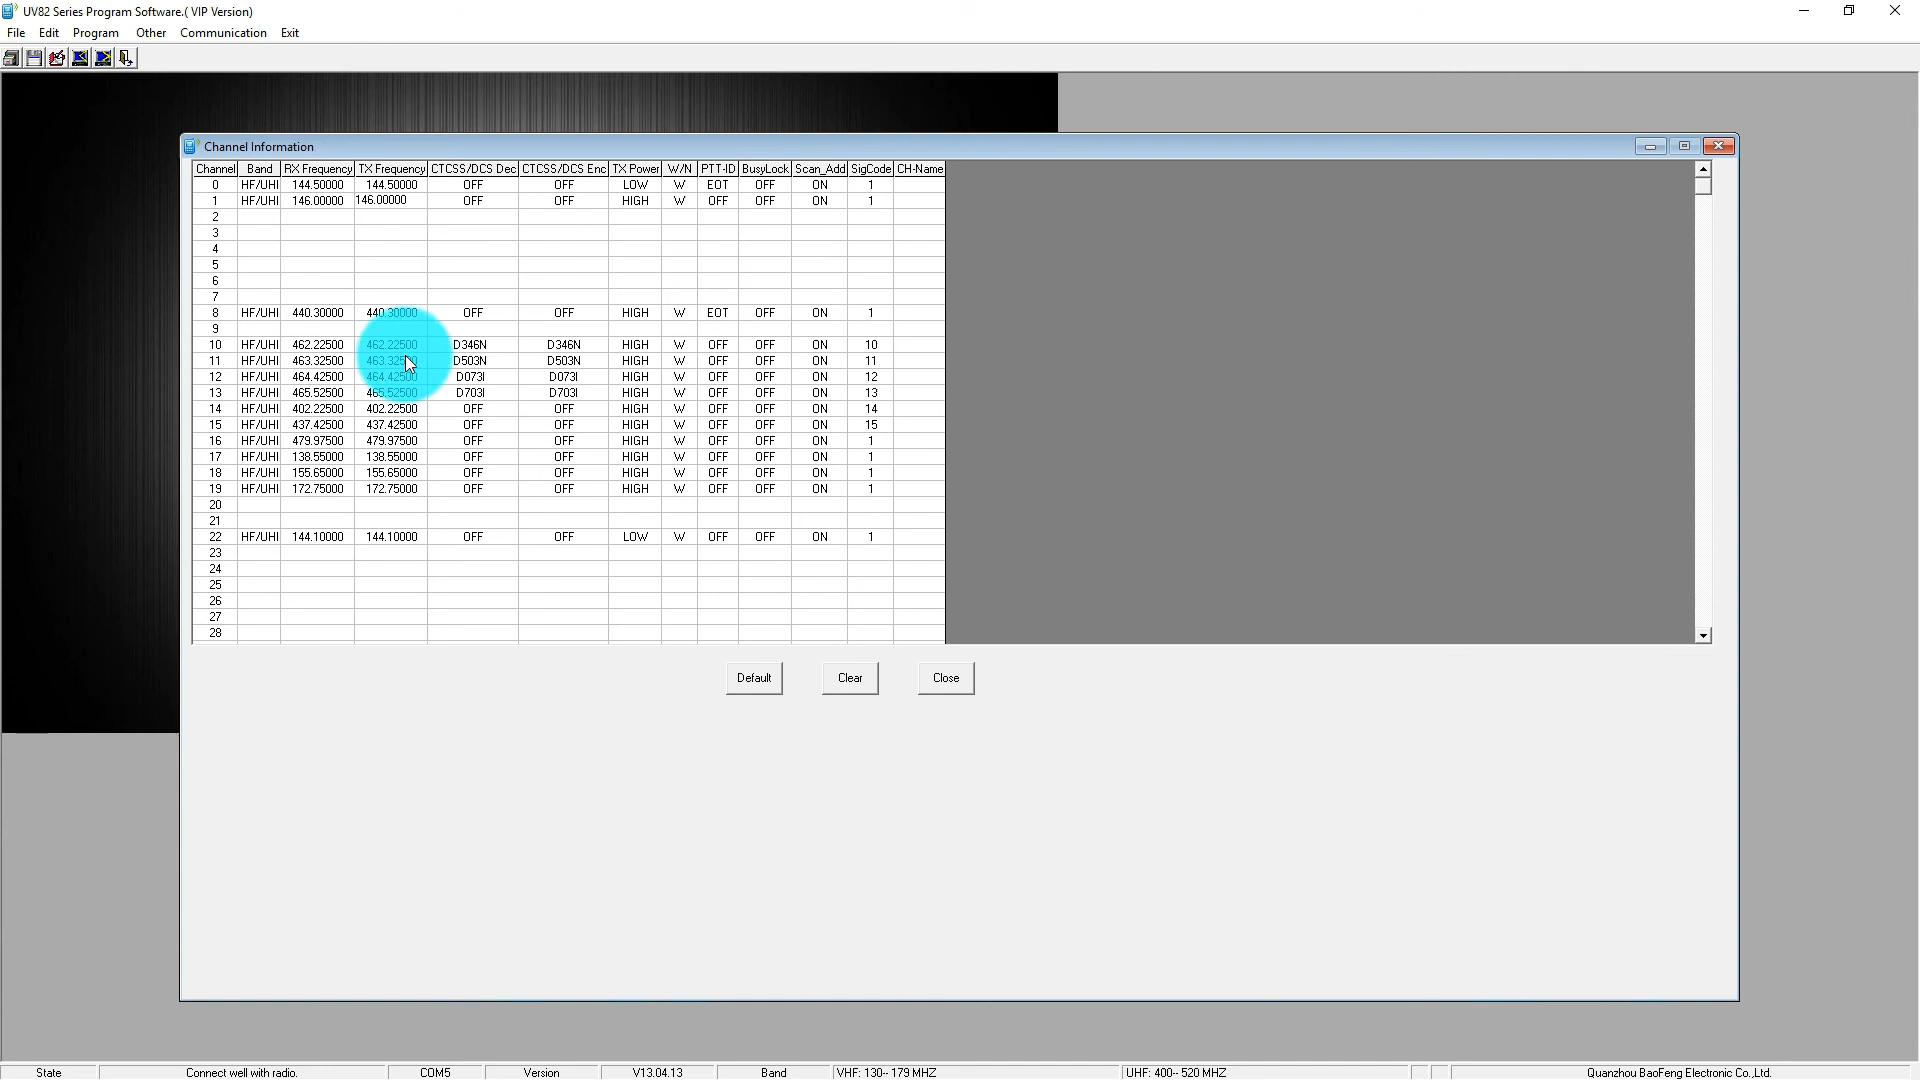 UV82 Series Program Software.( VIP Version)
File Edit Program Other Communication Exit
Channel Information
Channel Band RX Frequency TX Frequency CTCSS/DCS Dec CTCSS/DCS Enc TX Power W/N PTT-ID BusyLock Scan_Add SigCode CH-Name
0 HF/UHI 144.50000 144.50000 OFF OFF LOW W EOT OFF ON 1
1 HF/UHI 146.00000 146.00000 OFF OFF HIGH W OFF OFF ON 1
2
3
4
5
6
7
8 HF/UHI 440.30000 440.30000 OFF OFF HIGH W EOT OFF ON 1
9
10 HF/UHI 462.22500 462.22500 D346N D346N HIGH W OFF OFF ON 10
11 HF/UHI 463.32500 463.32500 D503N D503N HIGH W OFF OFF ON 11
12 HF/UHI 464.42500 464.42500 D073I D073I HIGH W OFF OFF ON 12
13 HF/UHI 465.52500 465.52500 D703I D703I HIGH W OFF OFF ON 13
14 HF/UHI 402.22500 402.22500 OFF OFF HIGH W OFF OFF ON 14
15 HF/UHI 437.42500 437.42500 OFF OFF HIGH W OFF OFF ON 15
16 HF/UHI 479.97500 479.97500 OFF OFF HIGH W OFF OFF ON 1
17 HF/UHI 138.55000 138.55000 OFF OFF HIGH W OFF OFF ON 1
18 HF/UHI 155.65000 155.65000 OFF OFF HIGH W OFF OFF ON 1
19 HF/UHI 172.75000 172.75000 OFF OFF HIGH W OFF OFF ON 1
20
21
22 HF/UHI 144.10000 144.10000 OFF OFF LOW W OFF OFF ON 1
23
24
25
26
27
28
Default Clear Close
State Connect well with radio. COM5 Version V13.04.13 Band VHF: 130-- 179 MHZ UHF: 400-- 520 MHZ Quanzhou BaoFeng Electronic Co.,Ltd.